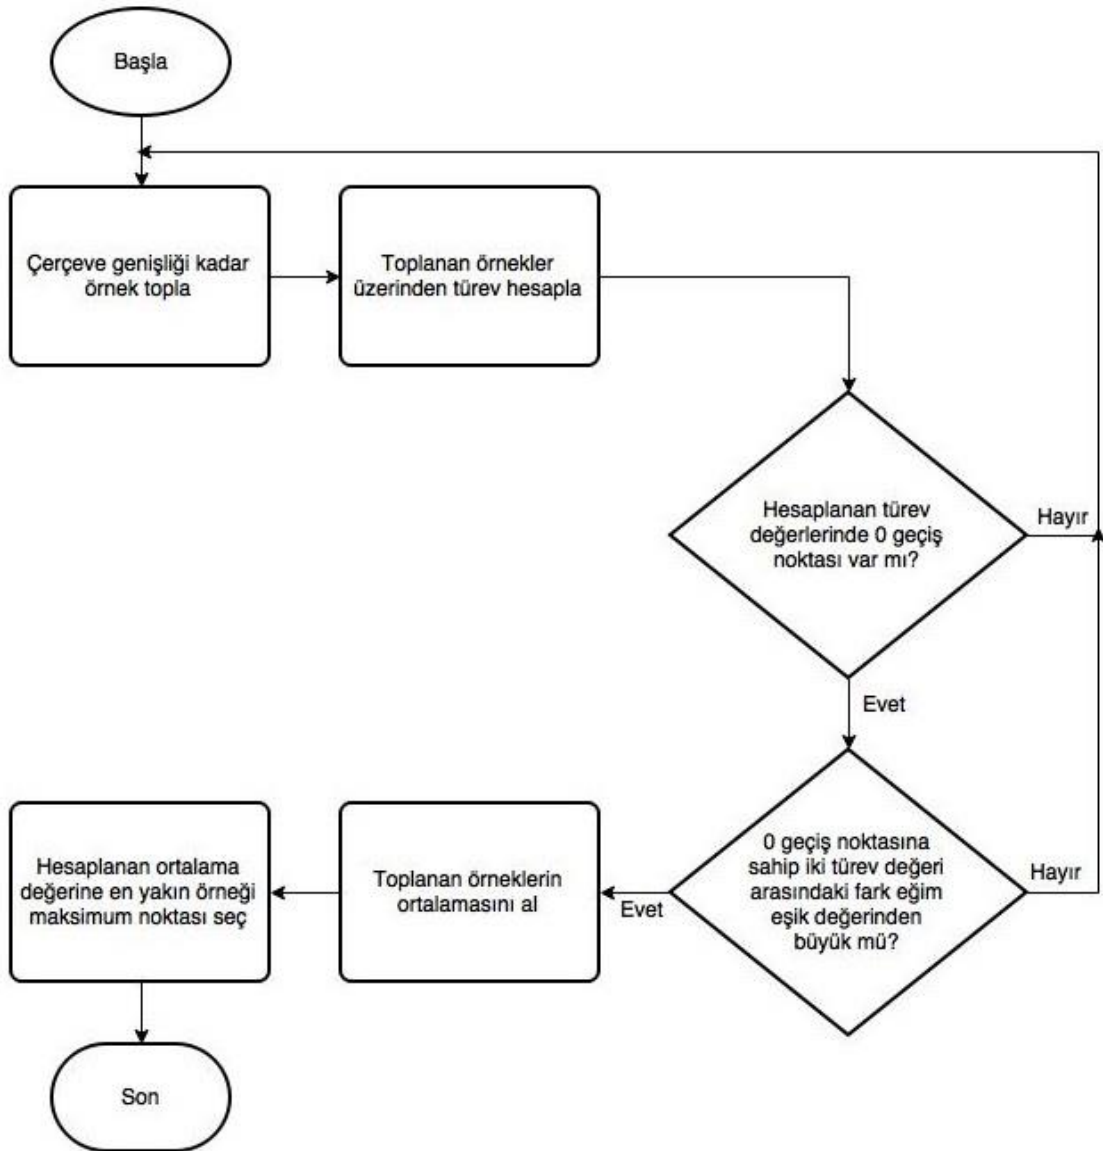 Başla
Çerçeve genişliği kadar
örnek topla
Toplanan örnekler
üzerinden türev hesapla
Hesaplanan türev
değerlerinde 0 geçiş
noktası var mı?
Hayır
Evet
0 geçiş noktasına
sahip iki türev değeri
arasındaki fark eğim
eşik değerinden
büyük mü?
Hayır
Evet
Toplanan örneklerin
ortalamasını al
Hesaplanan ortalama
değerine en yakın örneği
maksimum noktası seç
Son